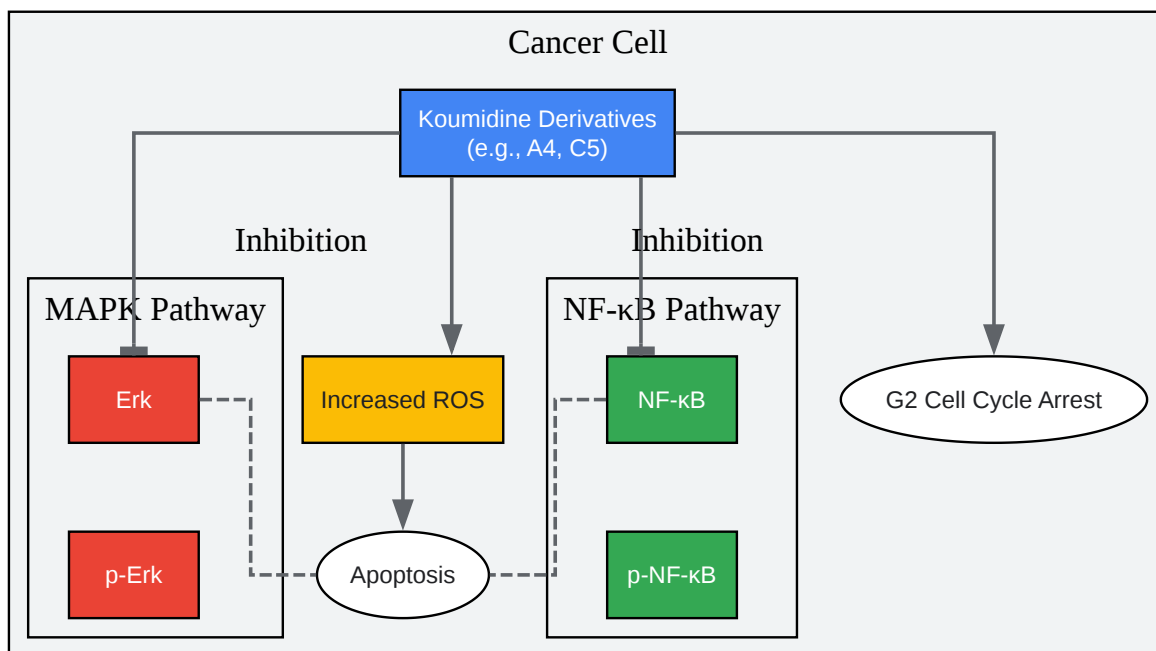 Cancer Cell
Koumidine Derivatives
(e.g., A4, C5)
Inhibition
Inhibition
MAPK Pathway
NF-κB Pathway
Erk
Increased ROS
NF-κB
G2 Cell Cycle Arrest
p-Erk
Apoptosis
p-NF-κB